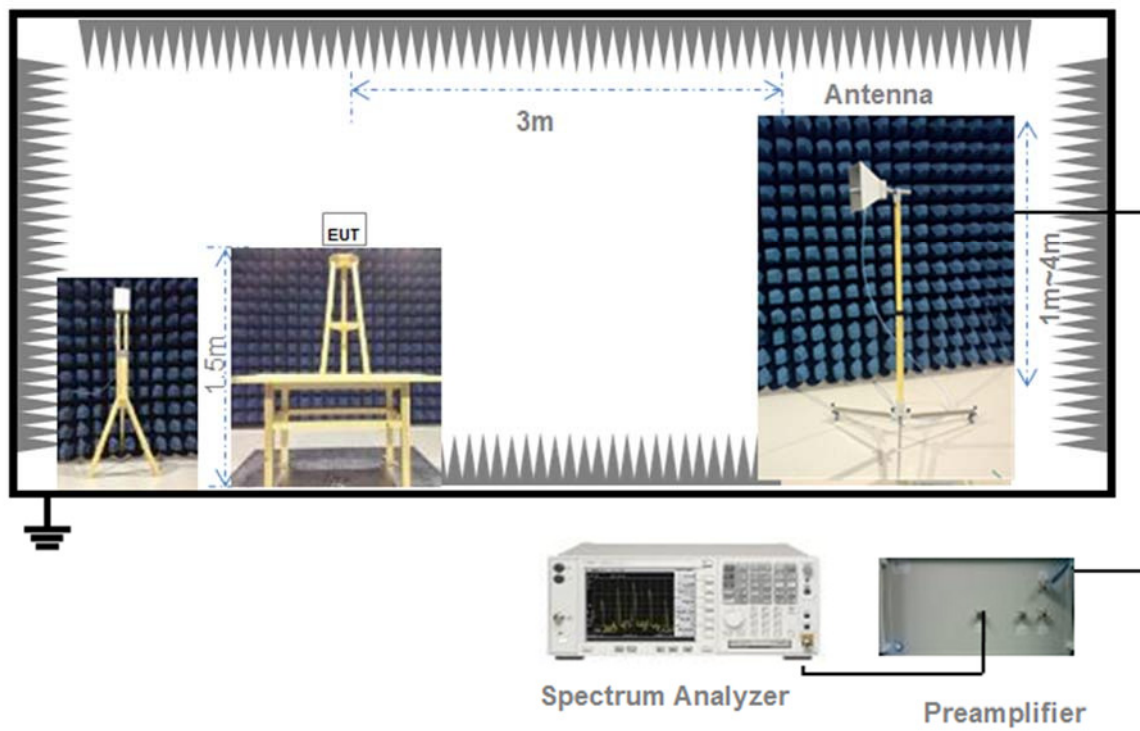 Antenna
3m
EUT
1.5m
1m~4m
Spectrum Analyzer
Preamplifier